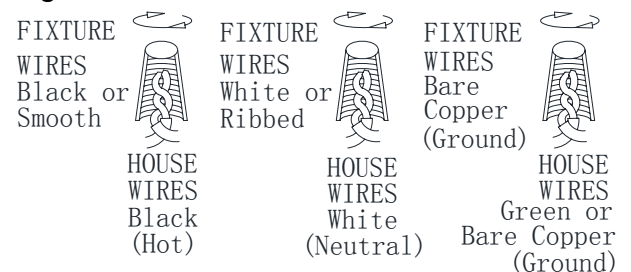 FIXTURE
WIRES
Black or
Smooth
HOUSE
WIRES
Black
(Hot)
FIXTURE
WIRES
White or
Ribbed
HOUSE
WIRES
White
(Neutral)
FIXTURE
WIRES
Bare
Copper
(Ground)
HOUSE
WIRES
Green or
Bare Copper
(Ground)